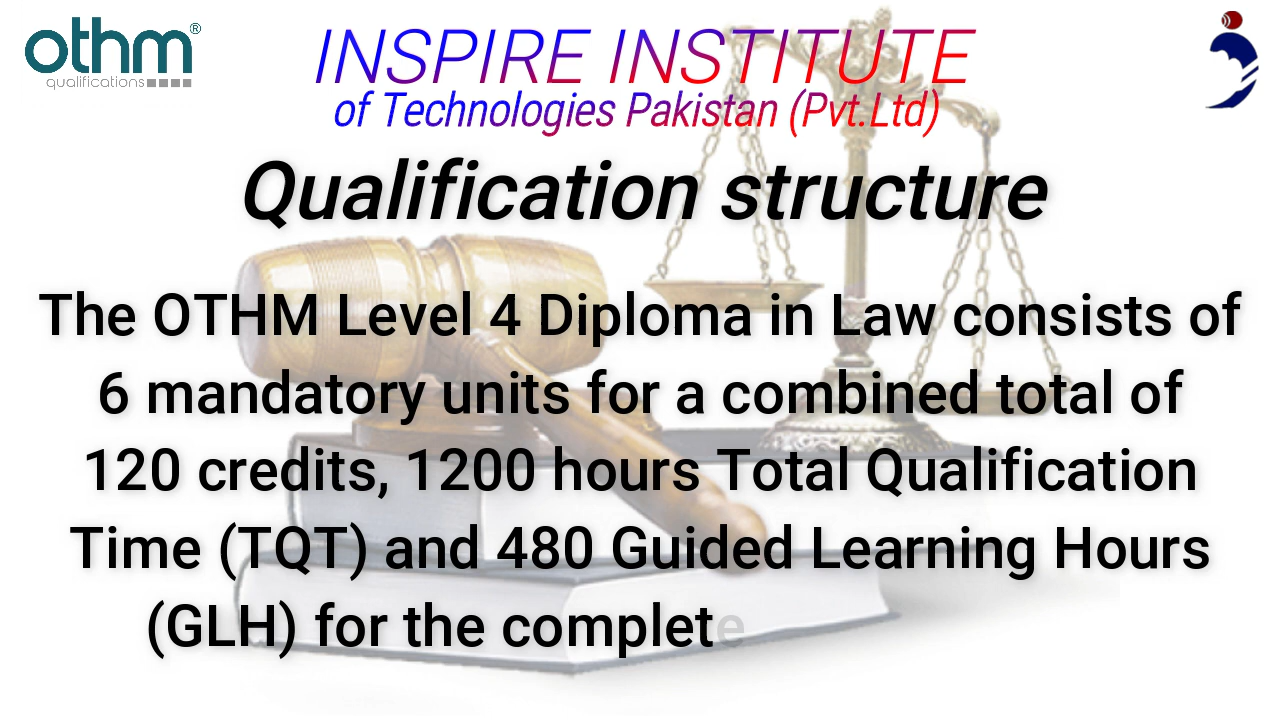 othm®
qualifications
INSPIRE INSTITUTE
of Technologies Pakistan (Pvt.Ltd)
Qualification structure
The OTHM Level 4 Diploma in Law consists of
6 mandatory units for a combined total of
120 credits, 1200 hours Total Qualification
Time (TQT) and 480 Guided Learning Hours
(GLH) for the complete